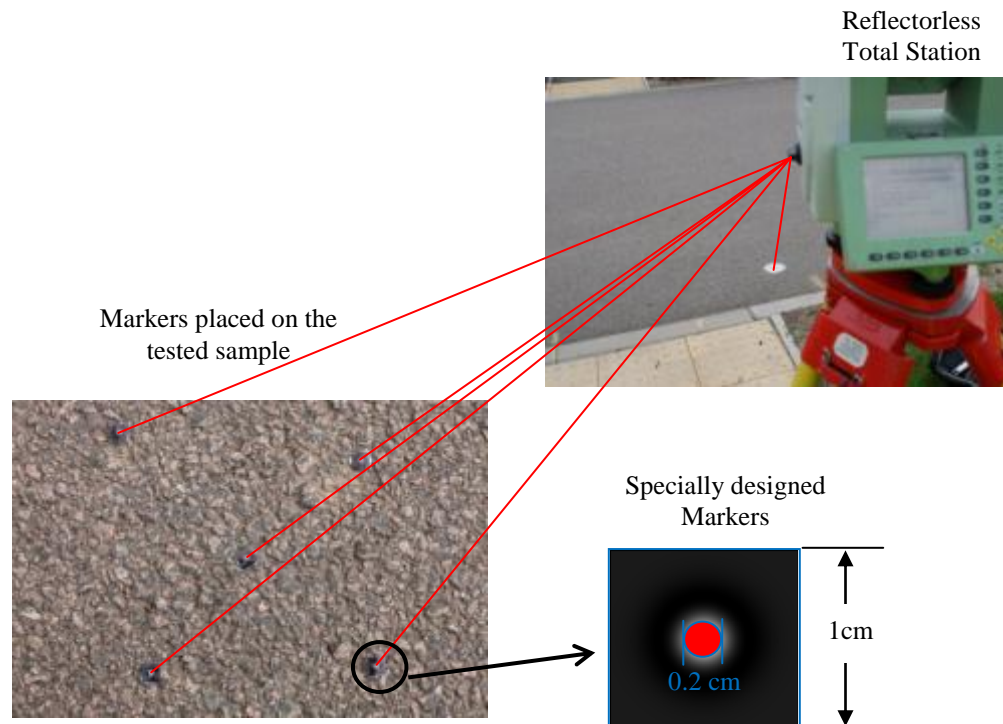 Reflectorless
Total Station
Markers placed on the
tested sample
Specially designed
Markers
1cm
0.2 cm